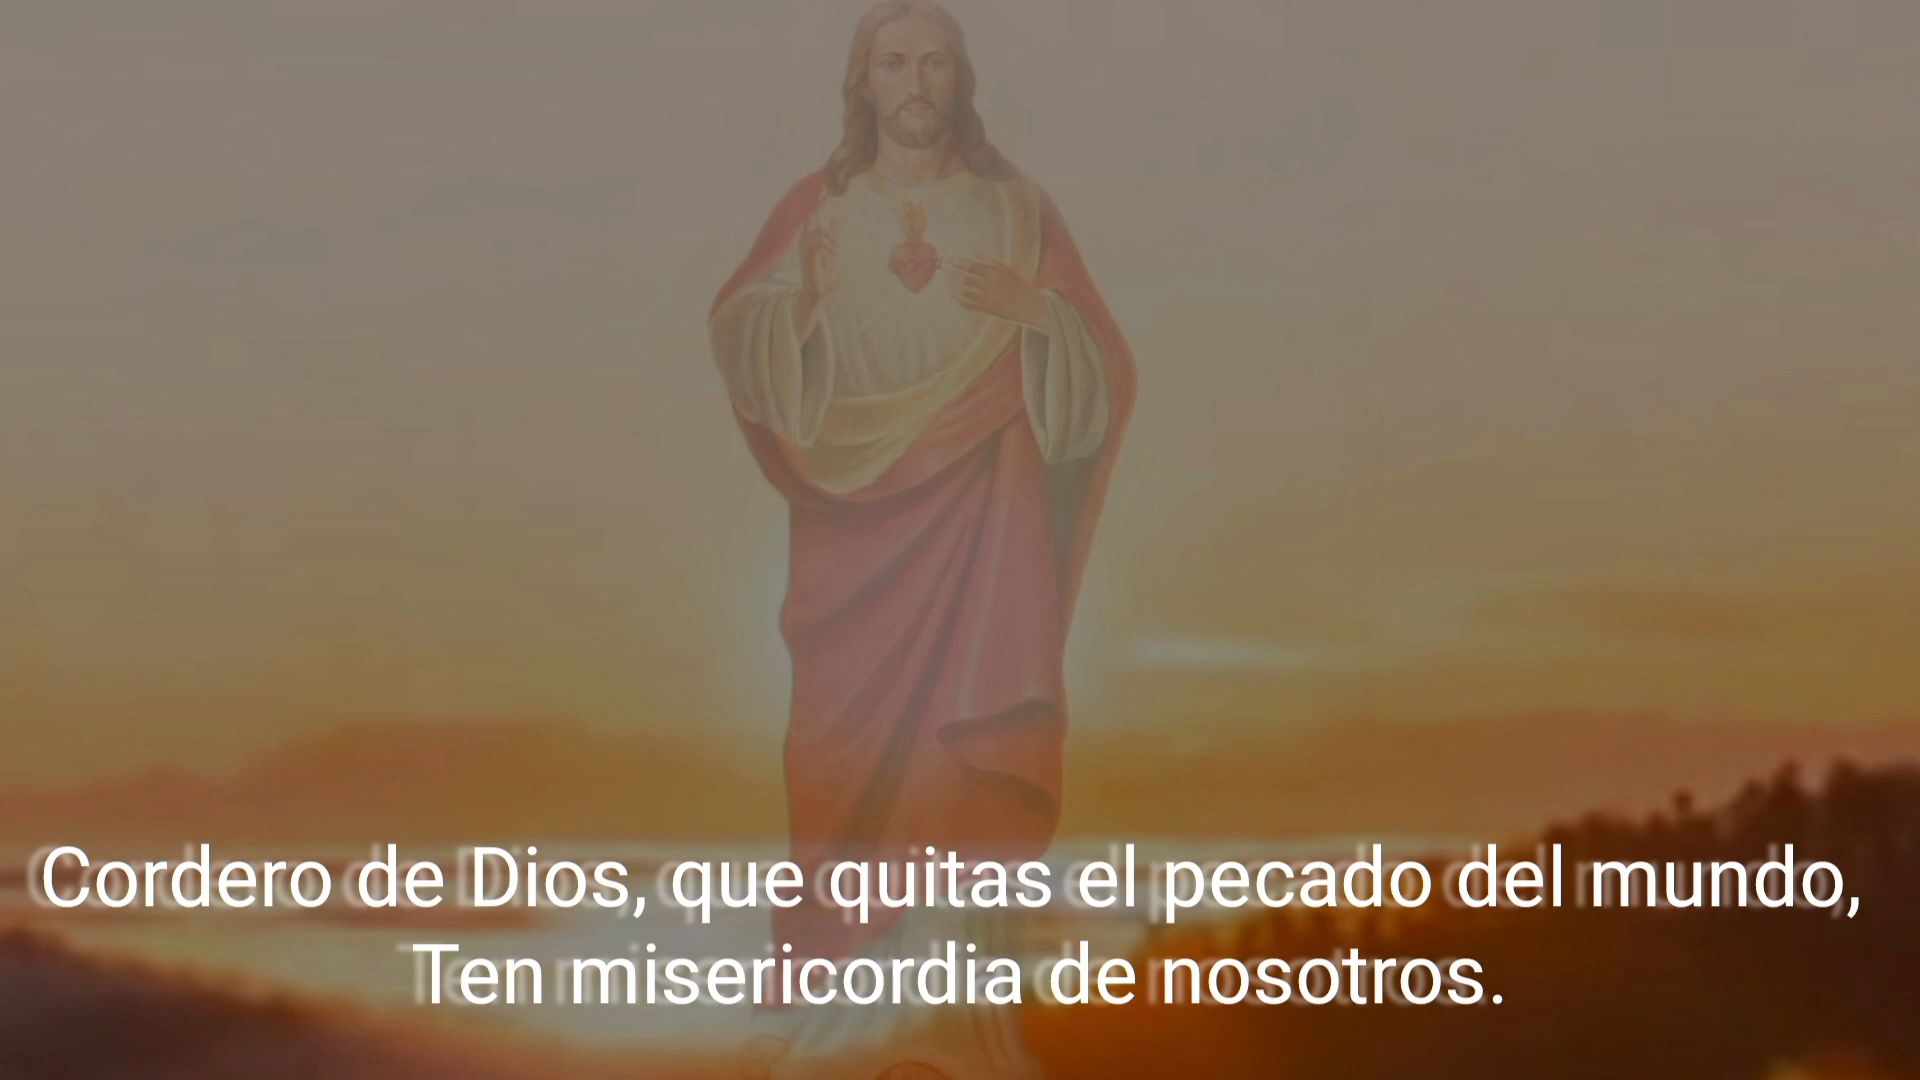 Cordero de Dios, que quitas el pecado del mundo,
Ten misericordia de nosotros.